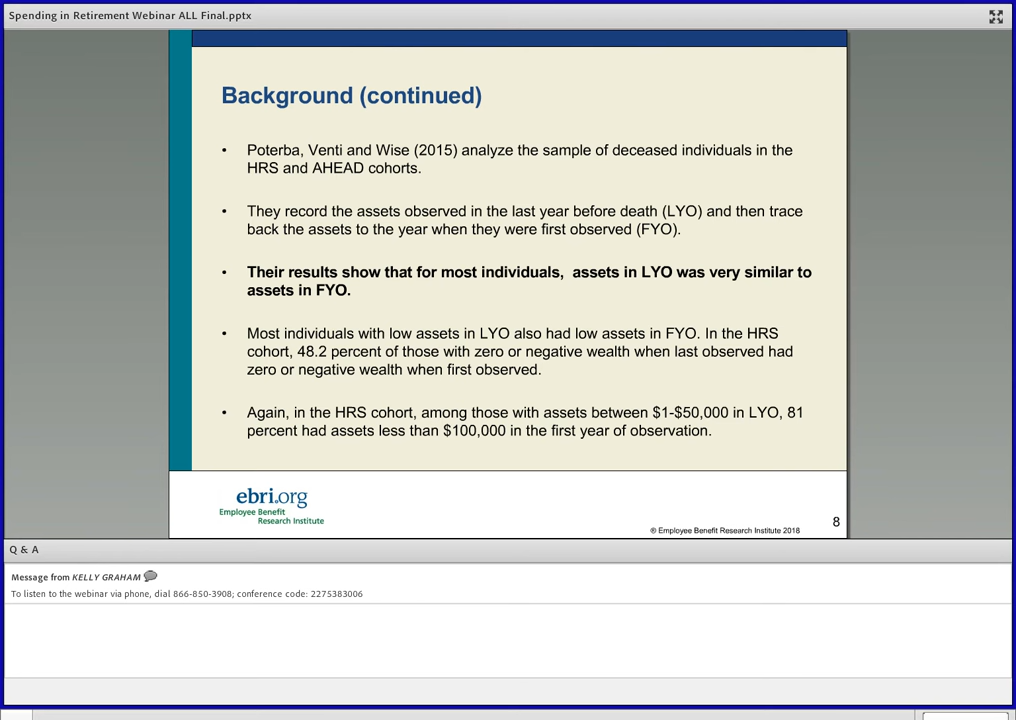 Spending in Retirement Webinar ALL Final.pptx
Background (continued)
• Poterba, Venti and Wise (2015) analyze the sample of deceased individuals in the
HRS and AHEAD cohorts.
• They record the assets observed in the last year before death (LYO) and then trace
back the assets to the year when they were first observed (FYO).
• Their results show that for most individuals,  assets in LYO was very similar to
assets in FYO.
• Most individuals with low assets in LYO also had low assets in FYO. In the HRS
cohort, 48.2 percent of those with zero or negative wealth when last observed had
zero or negative wealth when first observed.
• Again, in the HRS cohort, among those with assets between $1-$50,000 in LYO, 81
percent had assets less than $100,000 in the first year of observation.
ebri.org
Employee Benefit
Research Institute
® Employee Benefit Research Institute 2018
8
Q & A
Message from KELLY GRAHAM
To listen to the webinar via phone, dial 866-850-3908; conference code: 2275383006